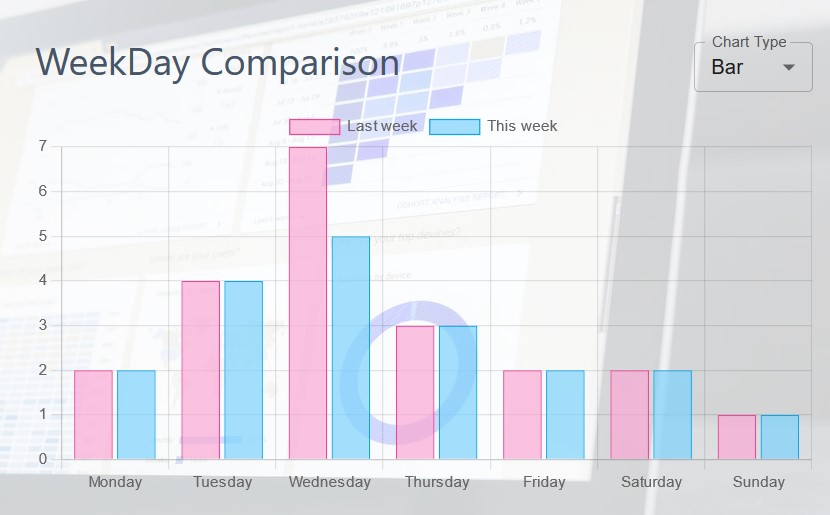 WeekDay Comparison
Chart Type
Bar
Last week
This week
7
6
5
4
3
2
1
0
Monday
Tuesday
Wednesday
Thursday
Friday
Saturday
Sunday